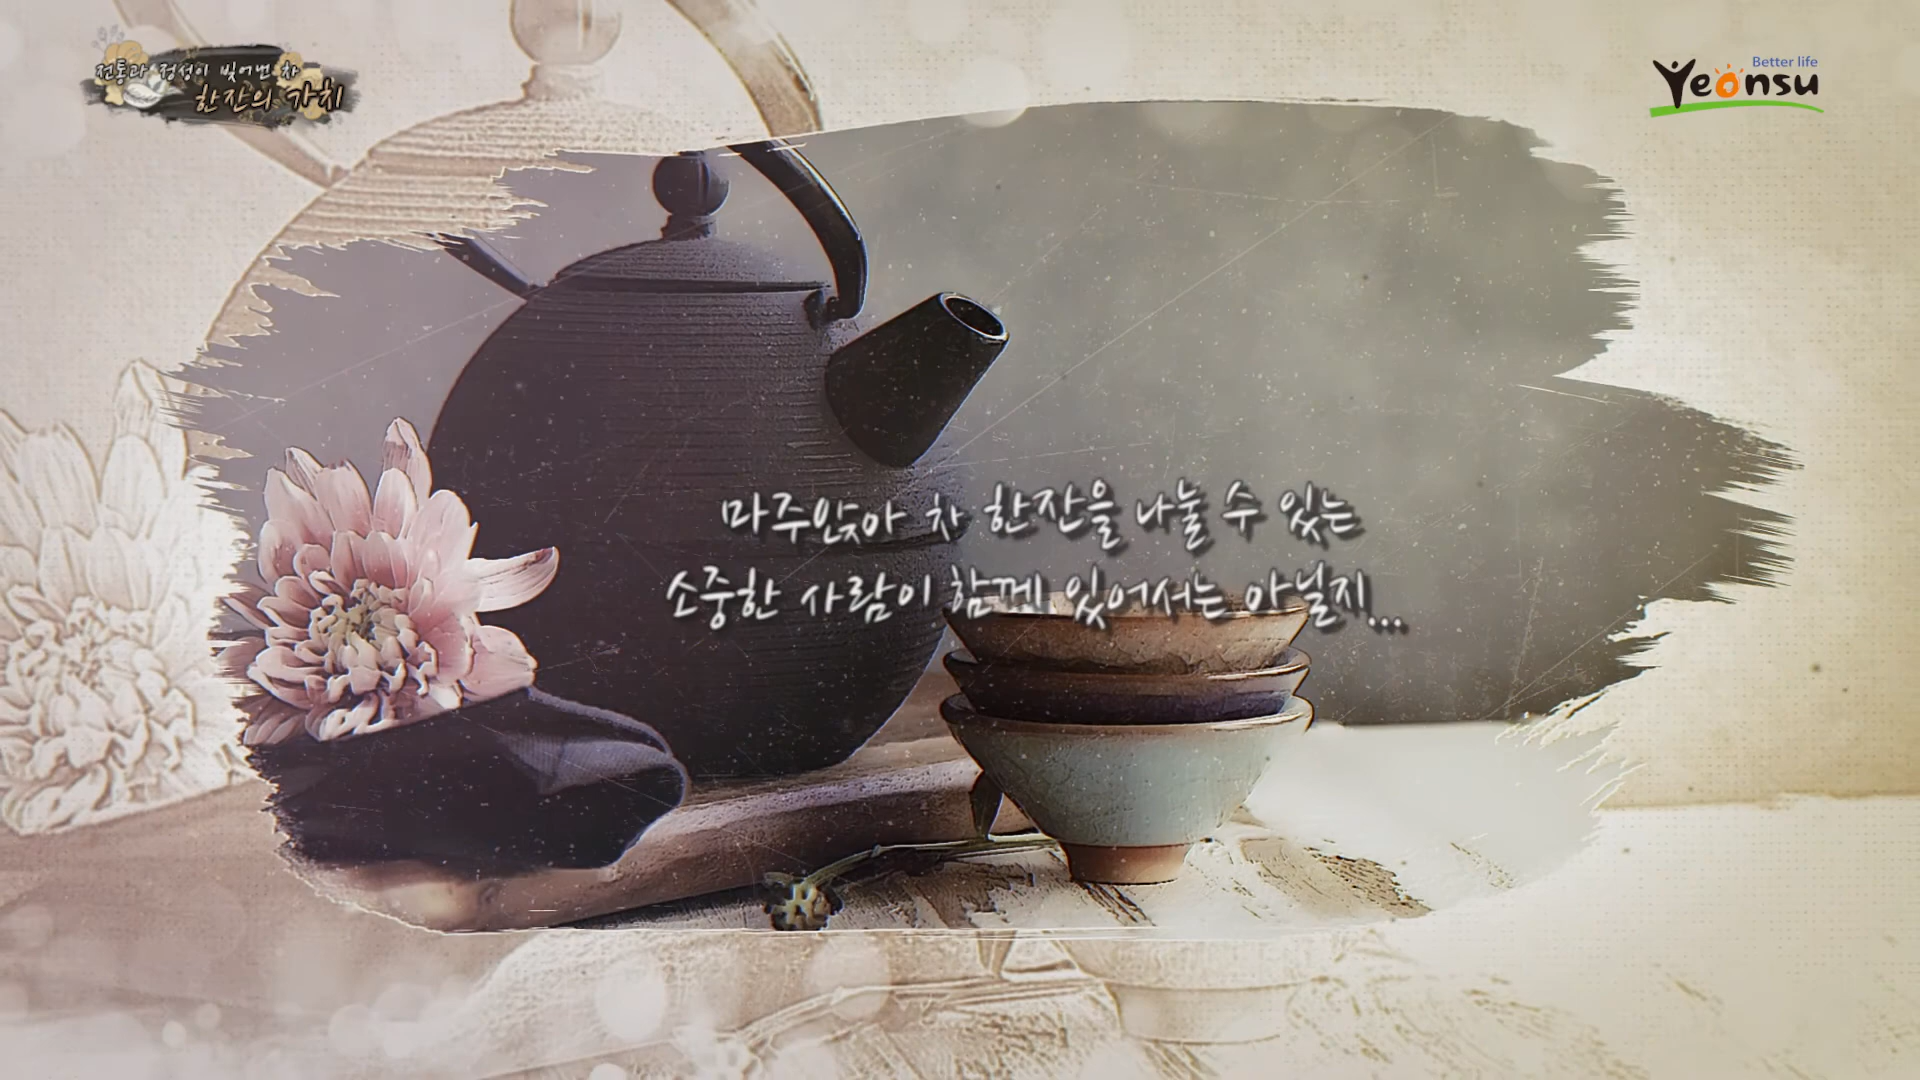 전통과 정성이 빚어낸 차
한잔의 가치
Better life
Yeonsu
마주앉아 차 한잔을 나눌 수 있는
소중한 사람이 함께 있어서는 아닐지...